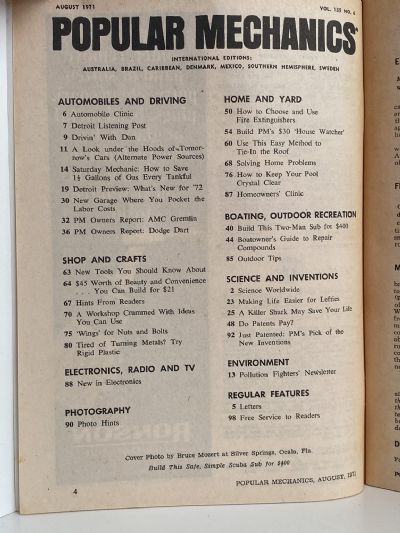 AUGUST 1971
VOL. 135 NO. 6
POPULAR MECHANICS
INTERNATIONAL EDITIONS:
AUSTRALIA, BRAZIL, CARIBBEAN, DENMARK, MEXICO, SOUTHERN HEMISPHERE, SWEDEN
AUTOMOBILES AND DRIVING
6 Automobile Clinic
7 Detroit Listening Post
9 Drivin' With Dan
11 A Look under the Hoods of Tomor-
row's Cars (Alternate Power Sources)
14 Saturday Mechanic: How to Save
1½ Gallons of Gas Every Tankful
19 Detroit Preview: What's New for '72
30 New Garage Where You Pocket the
Labor Costs
32 PM Owners Report: AMC Gremlin
36 PM Owners Report: Dodge Dart
SHOP AND CRAFTS
63 New Tools You Should Know About
64 $45 Worth of Beauty and Convenience
. . . You Can Build for $21
67 Hints From Readers
70 A Workshop Crammed With Ideas
You Can Use
75 'Wings' for Nuts and Bolts
80 Tired of Turning Metals? Try
Rigid Plastic
ELECTRONICS, RADIO AND TV
88 New in Electronics
PHOTOGRAPHY
90 Photo Hints
HOME AND YARD
50 How to Choose and Use
Fire Extinguishers
54 Build PM's $30 'House Watcher'
60 Use This Easy Method to
Tie-In the Roof
68 Solving Home Problems
76 How to Keep Your Pool
Crystal Clear
87 Homeowners' Clinic
BOATING, OUTDOOR RECREATION
40 Build This Two-Man Sub for $400
44 Boatowner's Guide to Repair
Compounds
85 Outdoor Tips
SCIENCE AND INVENTIONS
2 Science Worldwide
23 Making Life Easier for Lefties
25 A Killer Shark May Save Your Life
48 Do Patents Pay?
92 Just Patented: PM's Pick of the
New Inventions
ENVIRONMENT
13 Pollution Fighters' Newsletter
REGULAR FEATURES
5 Letters
98 Free Service to Readers
Cover Photo by Bruce Mozert at Silver Springs, Ocala, Fla.
Build This Safe, Simple Scuba Sub for $400
4
POPULAR MECHANICS, AUGUST, 1971